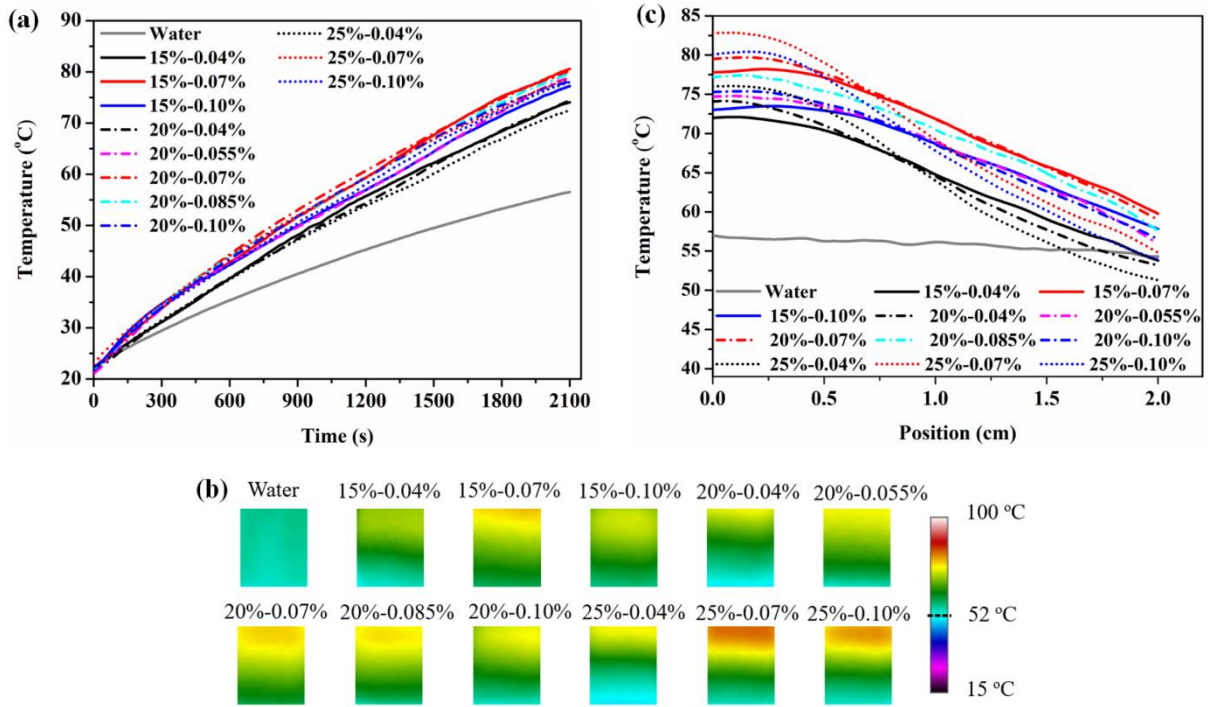 (a)
Temperature (°C)
90
80
70
60
50
40
30
20
Water
15%-0.04%
15%-0.07%
15%-0.10%
20%-0.04%
20%-0.055%
20%-0.07%
20%-0.085%
20%-0.10%
25%-0.04%
25%-0.07%
25%-0.10%
0 300 600 900 1200 1500 1800 2100
Time (s)
(c)
Temperature (°C)
85
80
75
70
65
60
55
50
45
40
Water 15%-0.04% 15%-0.07%
15%-0.10% 20%-0.04% 20%-0.055%
20%-0.07% 20%-0.085% 20%-0.10%
25%-0.04% 25%-0.07% 25%-0.10%
0.0 0.5 1.0 1.5 2.0
Position (cm)
(b)
Water 15%-0.04% 15%-0.07% 15%-0.10% 20%-0.04% 20%-0.055%
20%-0.07% 20%-0.085% 20%-0.10% 25%-0.04% 25%-0.07% 25%-0.10%
100 °C
52 °C
15 °C